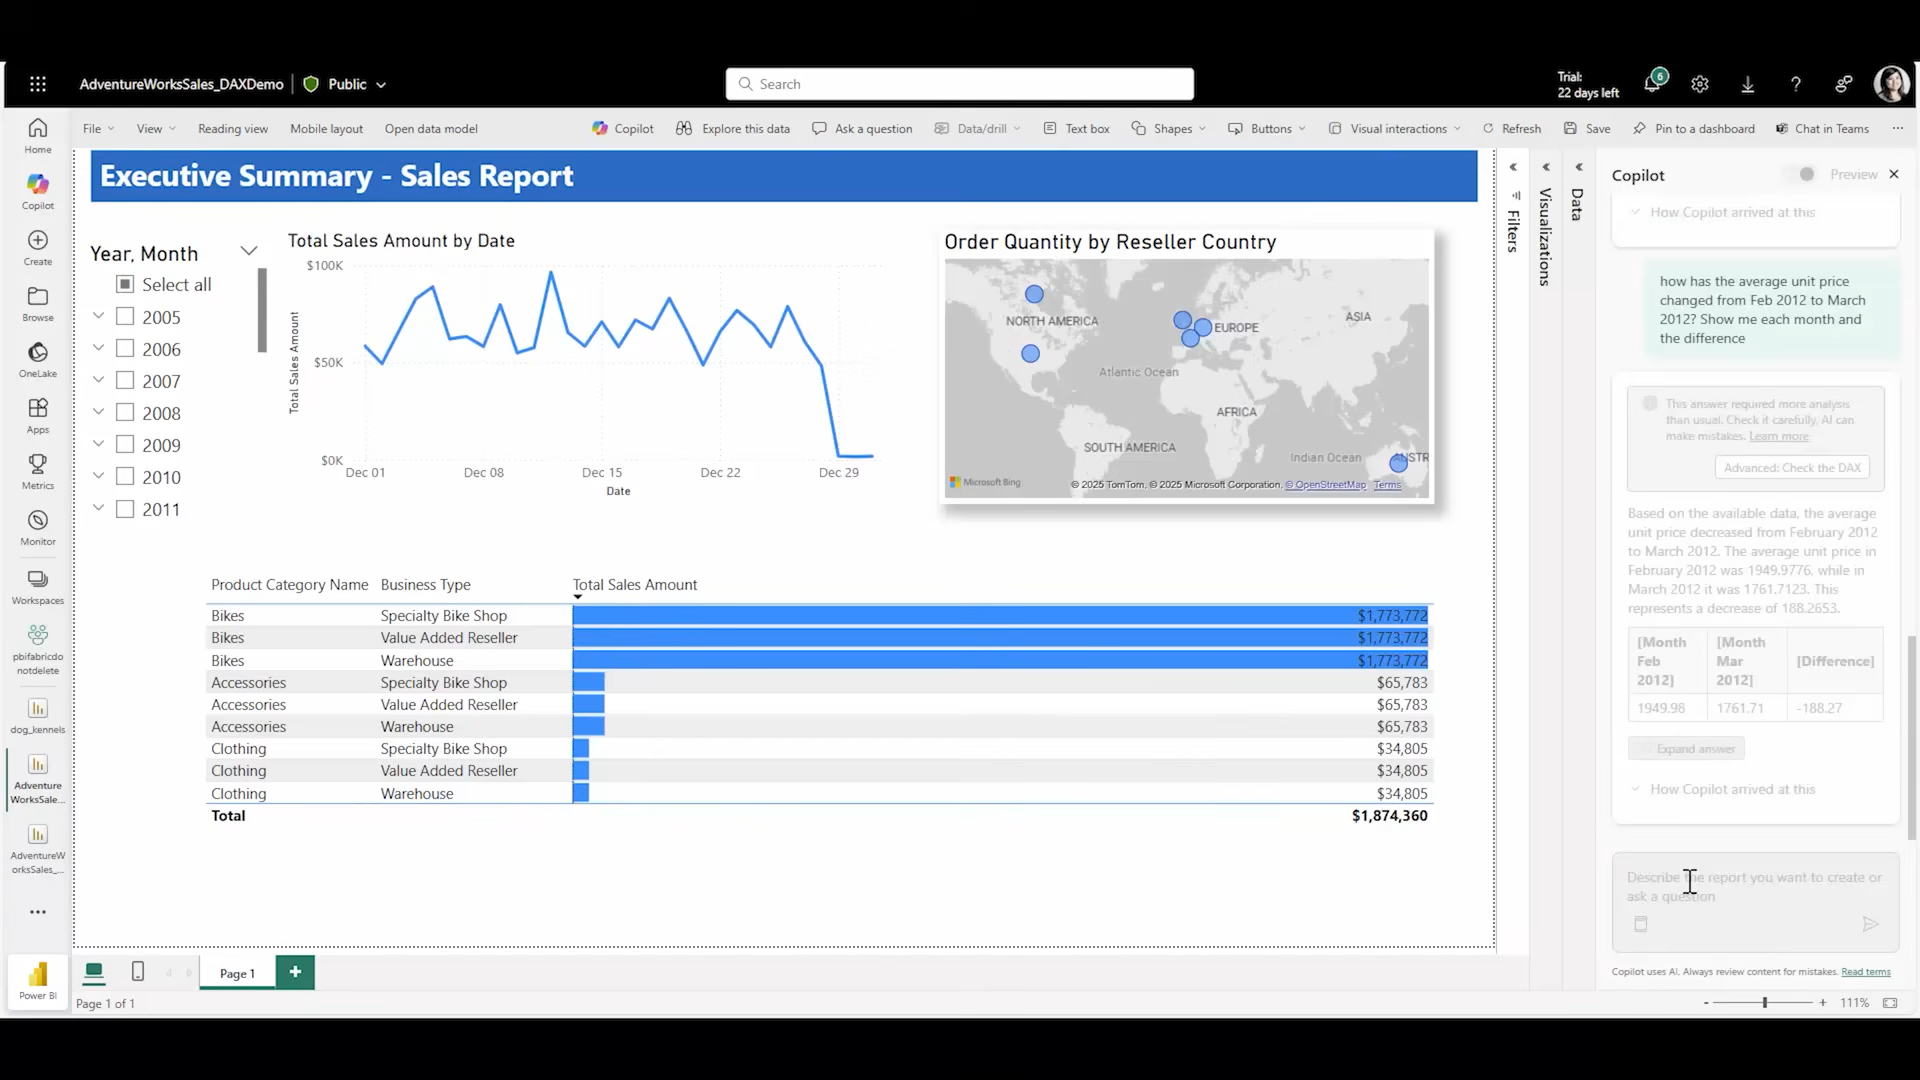 AdventureWorksSales_DAXDemo
Public
Search
Trial:
22 days left
6
File
View
Reading view
Mobile layout
Open data model
Copilot
Explore this data
Ask a question
Data/drill
Text box
Shapes
Buttons
Visual interactions
Refresh
Save
Pin to a dashboard
Chat in Teams
Home
Copilot
Create
Browse
OneLake
Apps
Metrics
Monitor
Workspaces
pbifabricdo
notdelete
dog_kennels
Adventure
WorksSale...
AdventureW
orksSales_...
Power BI
Executive Summary - Sales Report
Year, Month
Select all
2005
2006
2007
2008
2009
2010
2011
Total Sales Amount by Date
Total Sales Amount
$100K
$50K
$0K
Dec 01
Dec 08
Dec 15
Dec 22
Dec 29
Date
Order Quantity by Reseller Country
NORTH AMERICA
EUROPE
ASIA
Atlantic Ocean
AFRICA
SOUTH AMERICA
Indian Ocean
AUSTR
Microsoft Bing
© 2025 TomTom, © 2025 Microsoft Corporation, © OpenStreetMap Terms
Product Category Name Business Type Total Sales Amount
Bikes Specialty Bike Shop $1,773,772
Bikes Value Added Reseller $1,773,772
Bikes Warehouse $1,773,772
Accessories Specialty Bike Shop $65,783
Accessories Value Added Reseller $65,783
Accessories Warehouse $65,783
Clothing Specialty Bike Shop $34,805
Clothing Value Added Reseller $34,805
Clothing Warehouse $34,805
Total $1,874,360
Filters
Visualizations
Data
Copilot
Preview
How Copilot arrived at this
how has the average unit price
changed from Feb 2012 to March
2012? Show me each month and
the difference
This answer required more analysis
than usual. Check it carefully, AI can
make mistakes. Learn more
Advanced: Check the DAX
Based on the available data, the average
unit price decreased from February 2012
to March 2012. The average unit price in
February 2012 was 1949.9776, while in
March 2012 it was 1761.7123. This
represents a decrease of 188.2653.
[Month
Feb
2012]
[Month
Mar
2012]
[Difference]
1949.98 1761.71 -188.27
Expand answer
How Copilot arrived at this
Describe the report you want to create or
ask a question
Copilot uses AI. Always review content for mistakes. Read terms
Page 1
Page 1 of 1
- + 111%